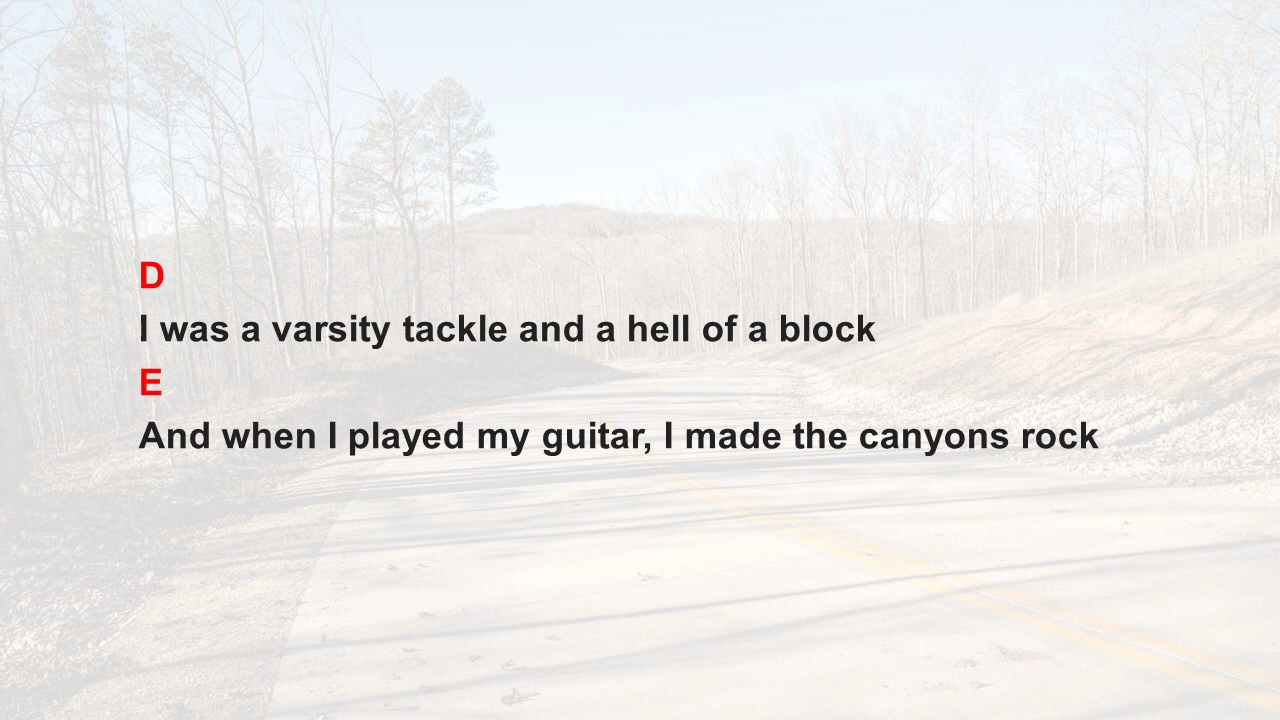 D
I was a varsity tackle and a hell of a block
E
And when I played my guitar, I made the canyons rock